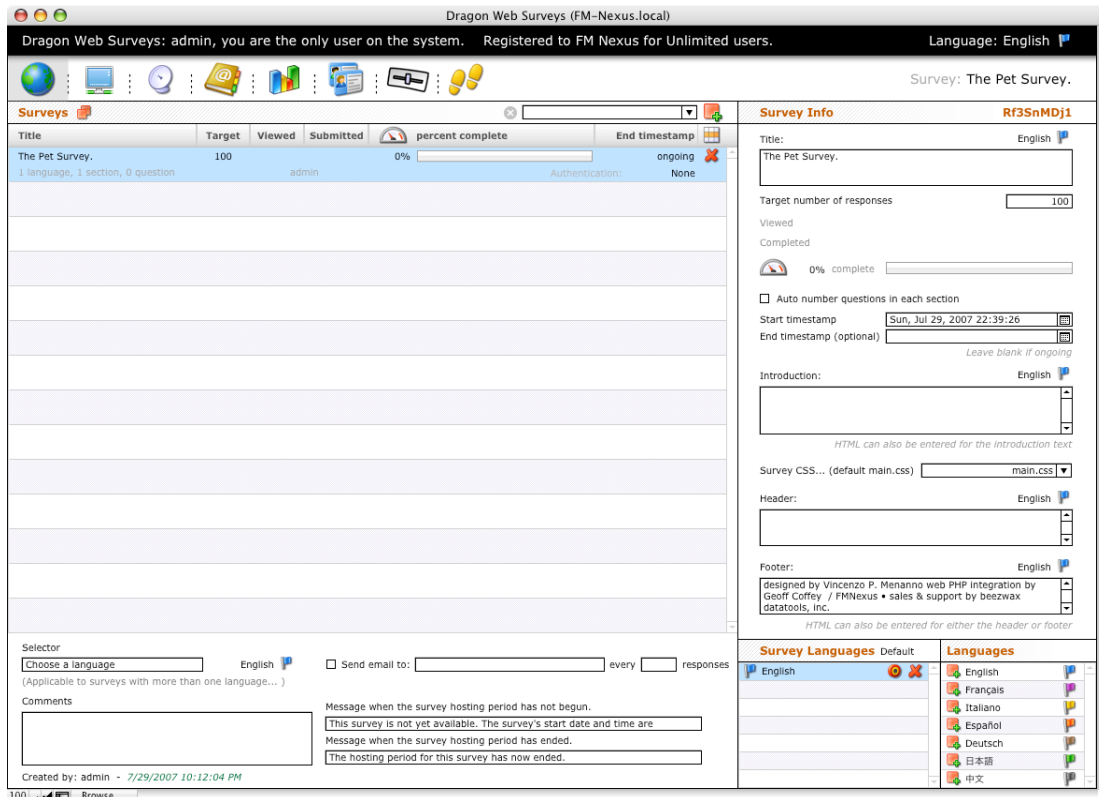 Dragon Web Surveys (FM-Nexus.local)
Dragon Web Surveys: admin, you are the only user on the system. Registered to FM Nexus for Unlimited users. Language: English
Survey: The Pet Survey.
Surveys
Title Target Viewed Submitted percent complete End timestamp
The Pet Survey. 100 0% ongoing
1 language, 1 section, 0 question admin Authentication: None
Selector
Choose a language English
(Applicable to surveys with more than one language... )
Comments
Created by: admin - 7/29/2007 10:12:04 PM
Send email to: every responses
Message when the survey hosting period has not begun.
This survey is not yet available. The survey's start date and time are
Message when the survey hosting period has ended.
The hosting period for this survey has now ended.
Survey Info Rf3SnMDj1
Title: English
The Pet Survey.
Target number of responses 100
Viewed
Completed
0% complete
Auto number questions in each section
Start timestamp Sun, Jul 29, 2007 22:39:26
End timestamp (optional)
Leave blank if ongoing
Introduction: English
HTML can also be entered for the introduction text
Survey CSS... (default main.css) main.css
Header: English
Footer: English
designed by Vincenzo P. Menanno web PHP integration by
Geoff Coffey / FMNexus • sales & support by beezwax
datatools, inc.
HTML can also be entered for either the header or footer
Survey Languages Default
English
Languages
English
Français
Italiano
Español
Deutsch
日本語
中文
100 Browse